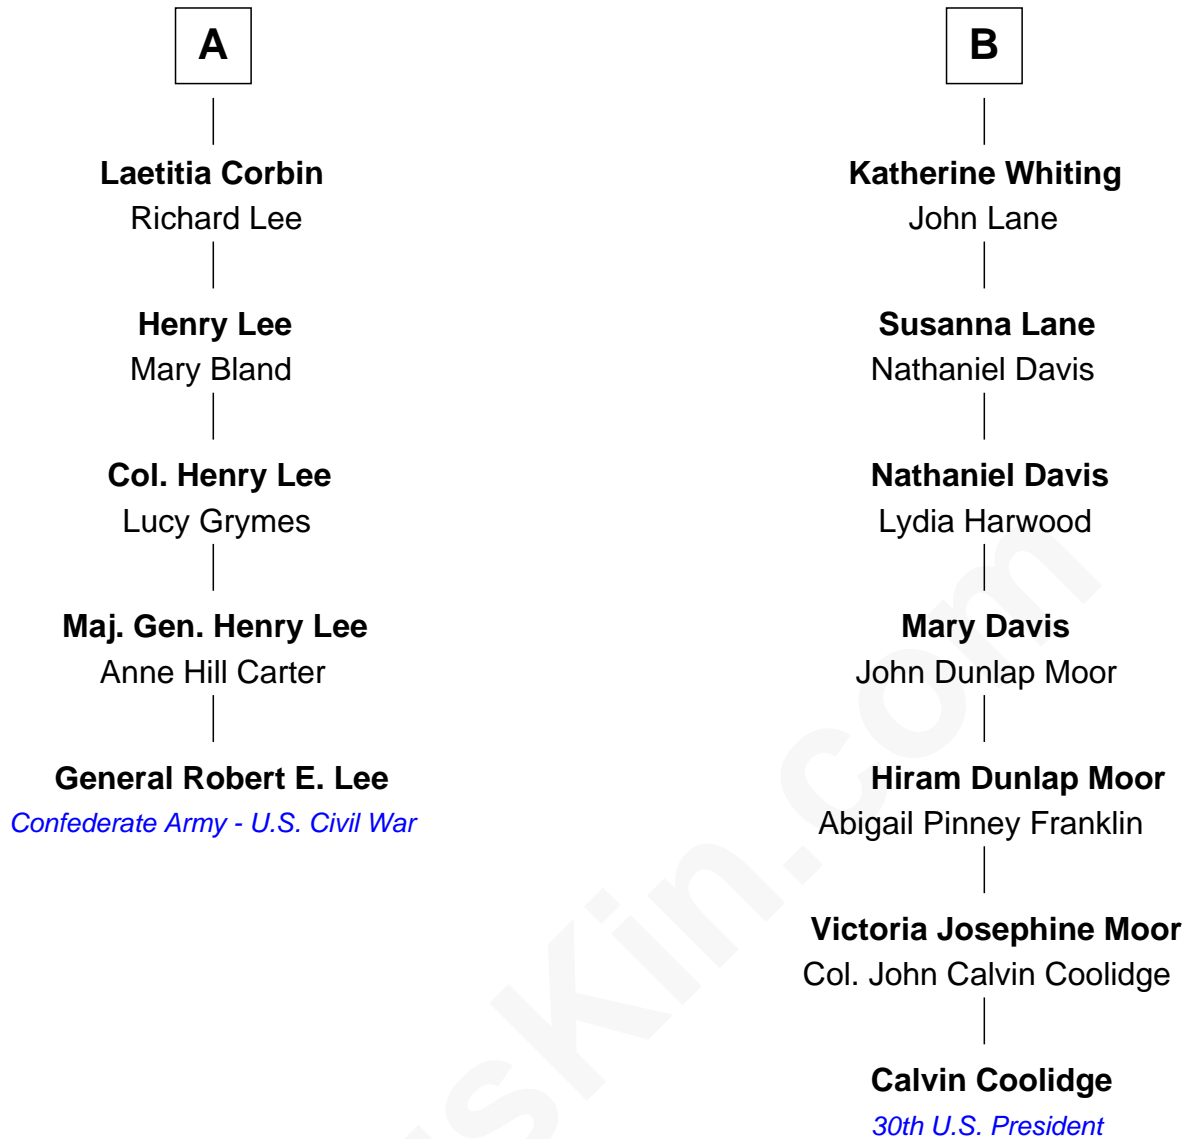 A
Laetitia Corbin
Richard Lee
Henry Lee
Mary Bland
Col. Henry Lee
Lucy Grymes
Maj. Gen. Henry Lee
Anne Hill Carter
General Robert E. Lee
Confederate Army - U.S. Civil War
B
Katherine Whiting
John Lane
Susanna Lane
Nathaniel Davis
Nathaniel Davis
Lydia Harwood
Mary Davis
John Dunlap Moor
Hiram Dunlap Moor
Abigail Pinney Franklin
Victoria Josephine Moor
Col. John Calvin Coolidge
Calvin Coolidge
30th U.S. President
sKin.com